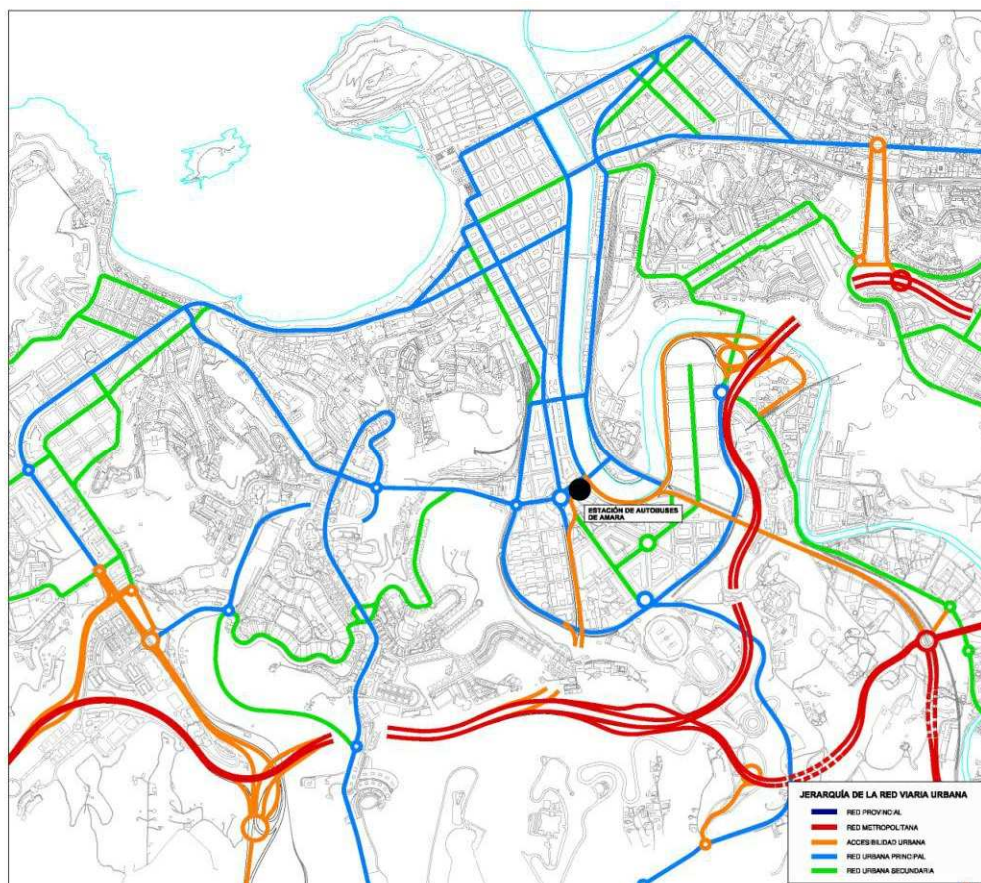 ESTACIÓN DE AUTOBUSES
DE AMARA
JERARQUÍA DE LA RED VIARIA URBANA
RED PROVINCIAL
RED METROPOLITANA
ACCESIBILIDAD URBANA
RED URBANA PRINCIPAL
RED URBANA SECUNDARIA